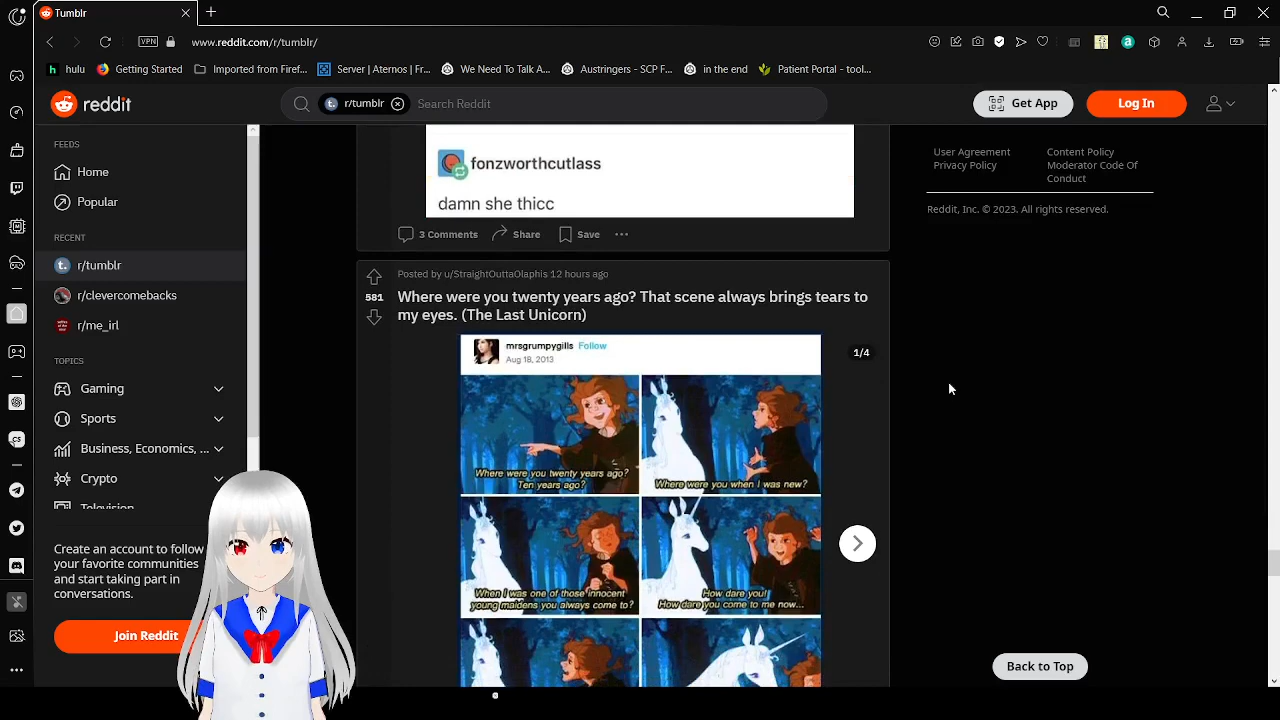 Tumblr
VPN
www.reddit.com/r/tumblr/
hulu
Getting Started
Imported from Firef...
Server | Aternos | Fr...
We Need To Talk A...
Austringers - SCP F...
in the end
Patient Portal - tool...
reddit
r/tumblr
Search Reddit
Get App
Log In
FEEDS
Home
Popular
RECENT
r/tumblr
r/clevercomebacks
r/me_irl
TOPICS
Gaming
Sports
Business, Economics, ...
Crypto
Television
Create an account to follow
your favorite communities
and start taking part in
conversations.
Join Reddit
fonzworthcutlass
damn she thicc
3 Comments
Share
Save
Posted by u/StraightOuttaOlaphis 12 hours ago
581
Where were you twenty years ago? That scene always brings tears to
my eyes. (The Last Unicorn)
mrsgrumpygills Follow
Aug 18, 2013
1/4
Where were you twenty years ago?
Ten years ago?
Where were you when I was new?
When I was one of those innocent
young maidens you always come to?
How dare you!
How dare you come to me now...
User Agreement
Privacy Policy
Content Policy
Moderator Code Of
Conduct
Reddit, Inc. © 2023. All rights reserved.
Back to Top